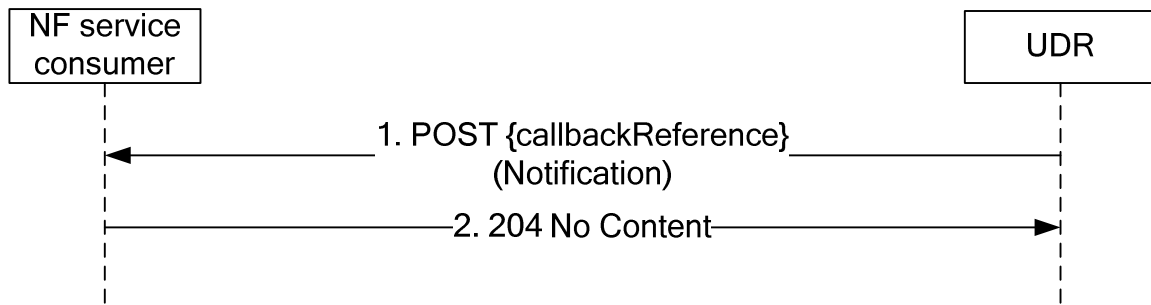 NF service
consumer
UDR
1. POST {callbackReference}
(Notification)
2. 204 No Content